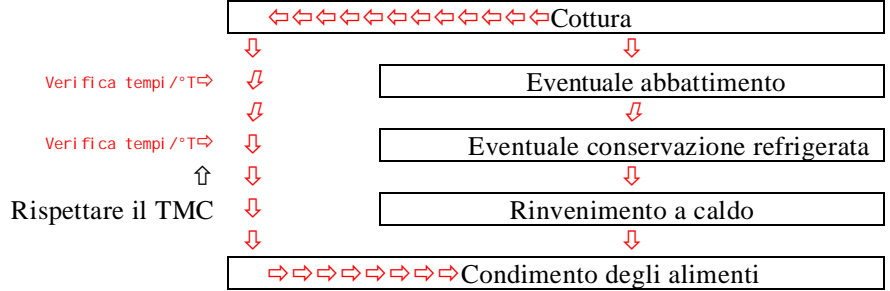 ⇦⇦⇦⇦⇦⇦⇦⇦⇦⇦⇦⇦Cottura
⇩ ⇩
Verifica tempi/°T⇨ ⇩ Eventuale abbattimento
⇩ ⇩
Verifica tempi/°T⇨ ⇩ Eventuale conservazione refrigerata
⇧ ⇩ ⇩
Rispettare il TMC ⇩ Rinvenimento a caldo
⇩ ⇩
⇨⇨⇨⇨⇨⇨⇨⇨Condimento degli alimenti